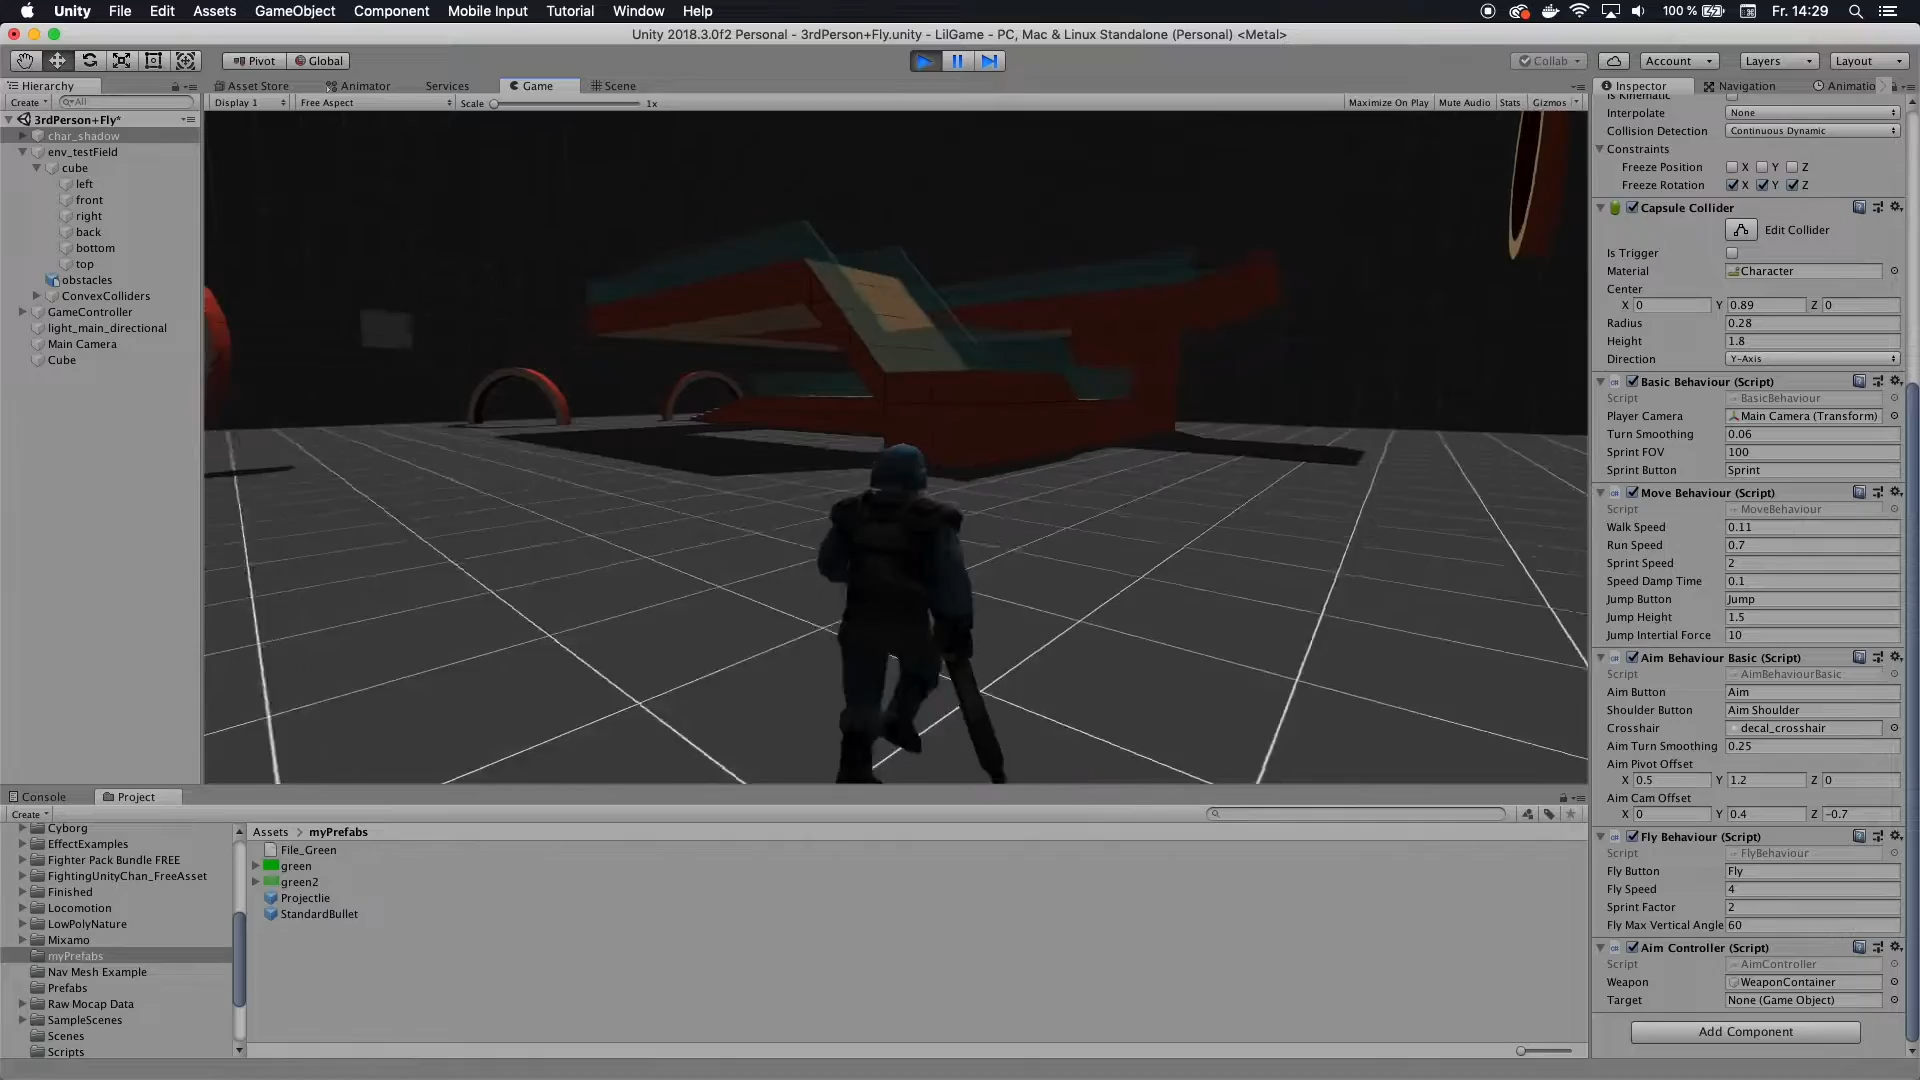 Unity File Edit Assets GameObject Component Mobile Input Tutorial Window Help 100 % Fr. 14:29
Unity 2018.3.0f2 Personal - 3rdPerson+Fly.unity - LilGame - PC, Mac & Linux Standalone (Personal) <Metal>
Pivot Global Collab Account Layers Layout
Hierarchy Asset Store Animator Services Game Scene Inspector Navigation Animatio
Create All Display 1 Free Aspect Scale 1x Maximize On Play Mute Audio Stats Gizmos
3rdPerson+Fly*
char_shadow
env_testField
cube
left
front
right
back
bottom
top
obstacles
ConvexColliders
GameController
light_main_directional
Main Camera
Cube
Is Kinematic
Interpolate None
Collision Detection Continuous Dynamic
Constraints
Freeze Position X Y Z
Freeze Rotation X Y Z
Capsule Collider
Edit Collider
Is Trigger
Material Character
Center
X 0 Y 0.89 Z 0
Radius 0.28
Height 1.8
Direction Y-Axis
Basic Behaviour (Script)
Script BasicBehaviour
Player Camera Main Camera (Transform)
Turn Smoothing 0.06
Sprint FOV 100
Sprint Button Sprint
Move Behaviour (Script)
Script MoveBehaviour
Walk Speed 0.11
Run Speed 0.7
Sprint Speed 2
Speed Damp Time 0.1
Jump Button Jump
Jump Height 1.5
Jump Intertial Force 10
Aim Behaviour Basic (Script)
Script AimBehaviourBasic
Aim Button Aim
Shoulder Button Aim Shoulder
Crosshair decal_crosshair
Aim Turn Smoothing 0.25
Aim Pivot Offset
X 0.5 Y 1.2 Z 0
Aim Cam Offset
X 0 Y 0.4 Z -0.7
Fly Behaviour (Script)
Script FlyBehaviour
Fly Button Fly
Fly Speed 4
Sprint Factor 2
Fly Max Vertical Angle 60
Aim Controller (Script)
Script AimController
Weapon WeaponContainer
Target None (Game Object)
Add Component
Console Project
Create
Cyborg
EffectExamples
Fighter Pack Bundle FREE
FightingUnityChan_FreeAsset
Finished
Locomotion
LowPolyNature
Mixamo
myPrefabs
Nav Mesh Example
Prefabs
Raw Mocap Data
SampleScenes
Scenes
Scripts
Assets > myPrefabs
File_Green
green
green2
Projectlie
StandardBullet